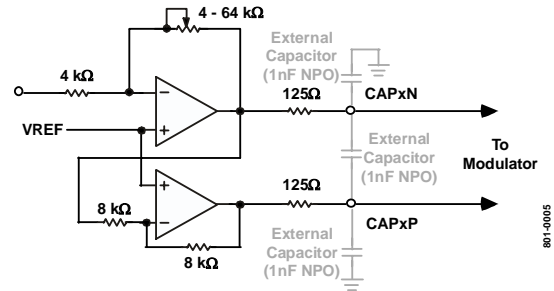 4 - 64 kΩ
External
Capacitor
(1nF NPO)
4 kΩ
125Ω
CAPxN
VREF
External
Capacitor
(1nF NPO)
To
Modulator
125Ω
CAPxP
8 kΩ
8 kΩ
External
Capacitor
(1nF NPO)
801-0005